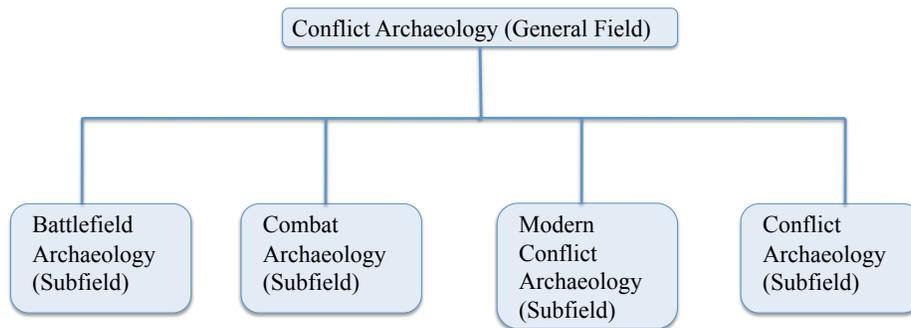 Conflict Archaeology (General Field)
Battlefield
Archaeology
(Subfield)
Combat
Archaeology
(Subfield)
Modern
Conflict
Archaeology
(Subfield)
Conflict
Archaeology
(Subfield)